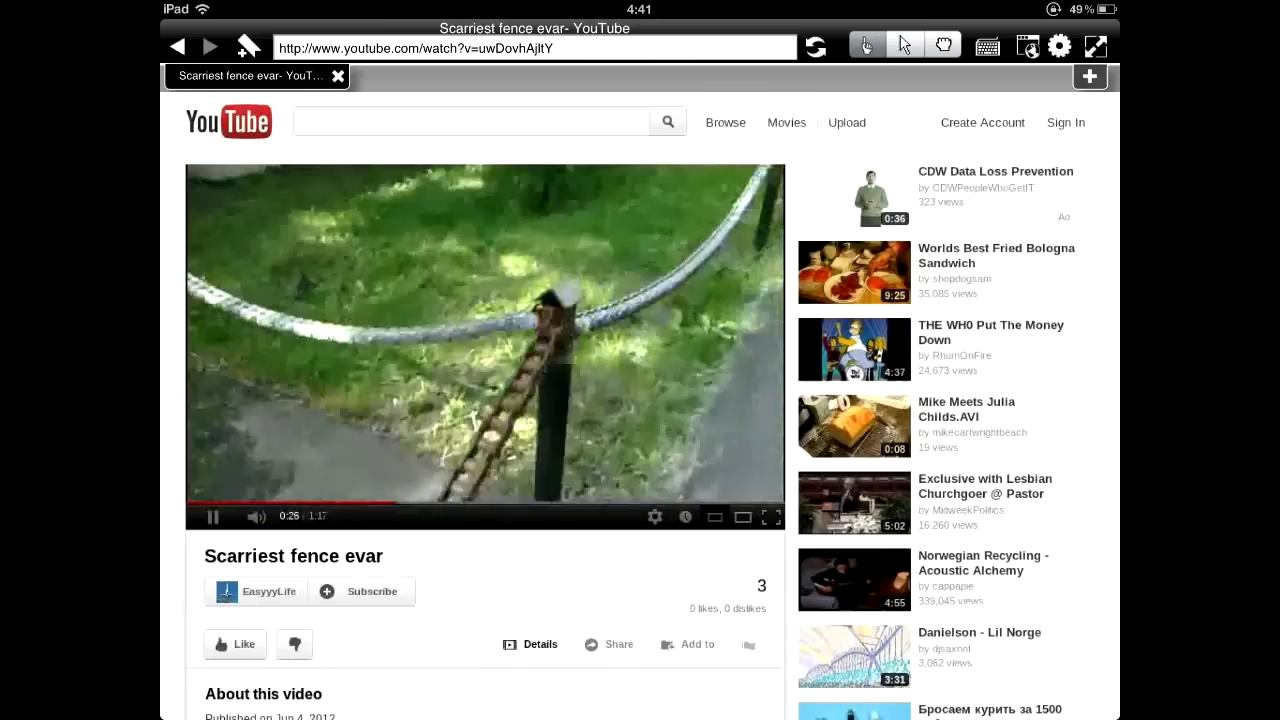 iPad
4:41
49%
Scarriest fence evar- YouTube
http://www.youtube.com/watch?v=uwDovhAjltY
Scarriest fence evar- YouT...
YouTube
Browse
Movies
Upload
Create Account
Sign In
CDW Data Loss Prevention
by CDWPeopleWhoGetIT
323 views
Ad
0:36
Worlds Best Fried Bologna
Sandwich
by shopdogsam
35,085 views
9:25
THE WH0 Put The Money
Down
by RhumOnFire
24,673 views
4:37
Mike Meets Julia
Childs.AVI
by mikecartwrightbeach
19 views
0:08
Exclusive with Lesbian
Churchgoer @ Pastor
by MidweekPolitics
16,260 views
5:02
Norwegian Recycling -
Acoustic Alchemy
by cappapie
339,045 views
4:55
Danielson - Lil Norge
by djsaxnot
3,062 views
3:31
Бросаем курить за 1500
0:25 / 1:17
Scarriest fence evar
EasyyyLife
Subscribe
3
0 likes, 0 dislikes
Like
Details
Share
Add to
About this video
Published on Jun 4, 2012